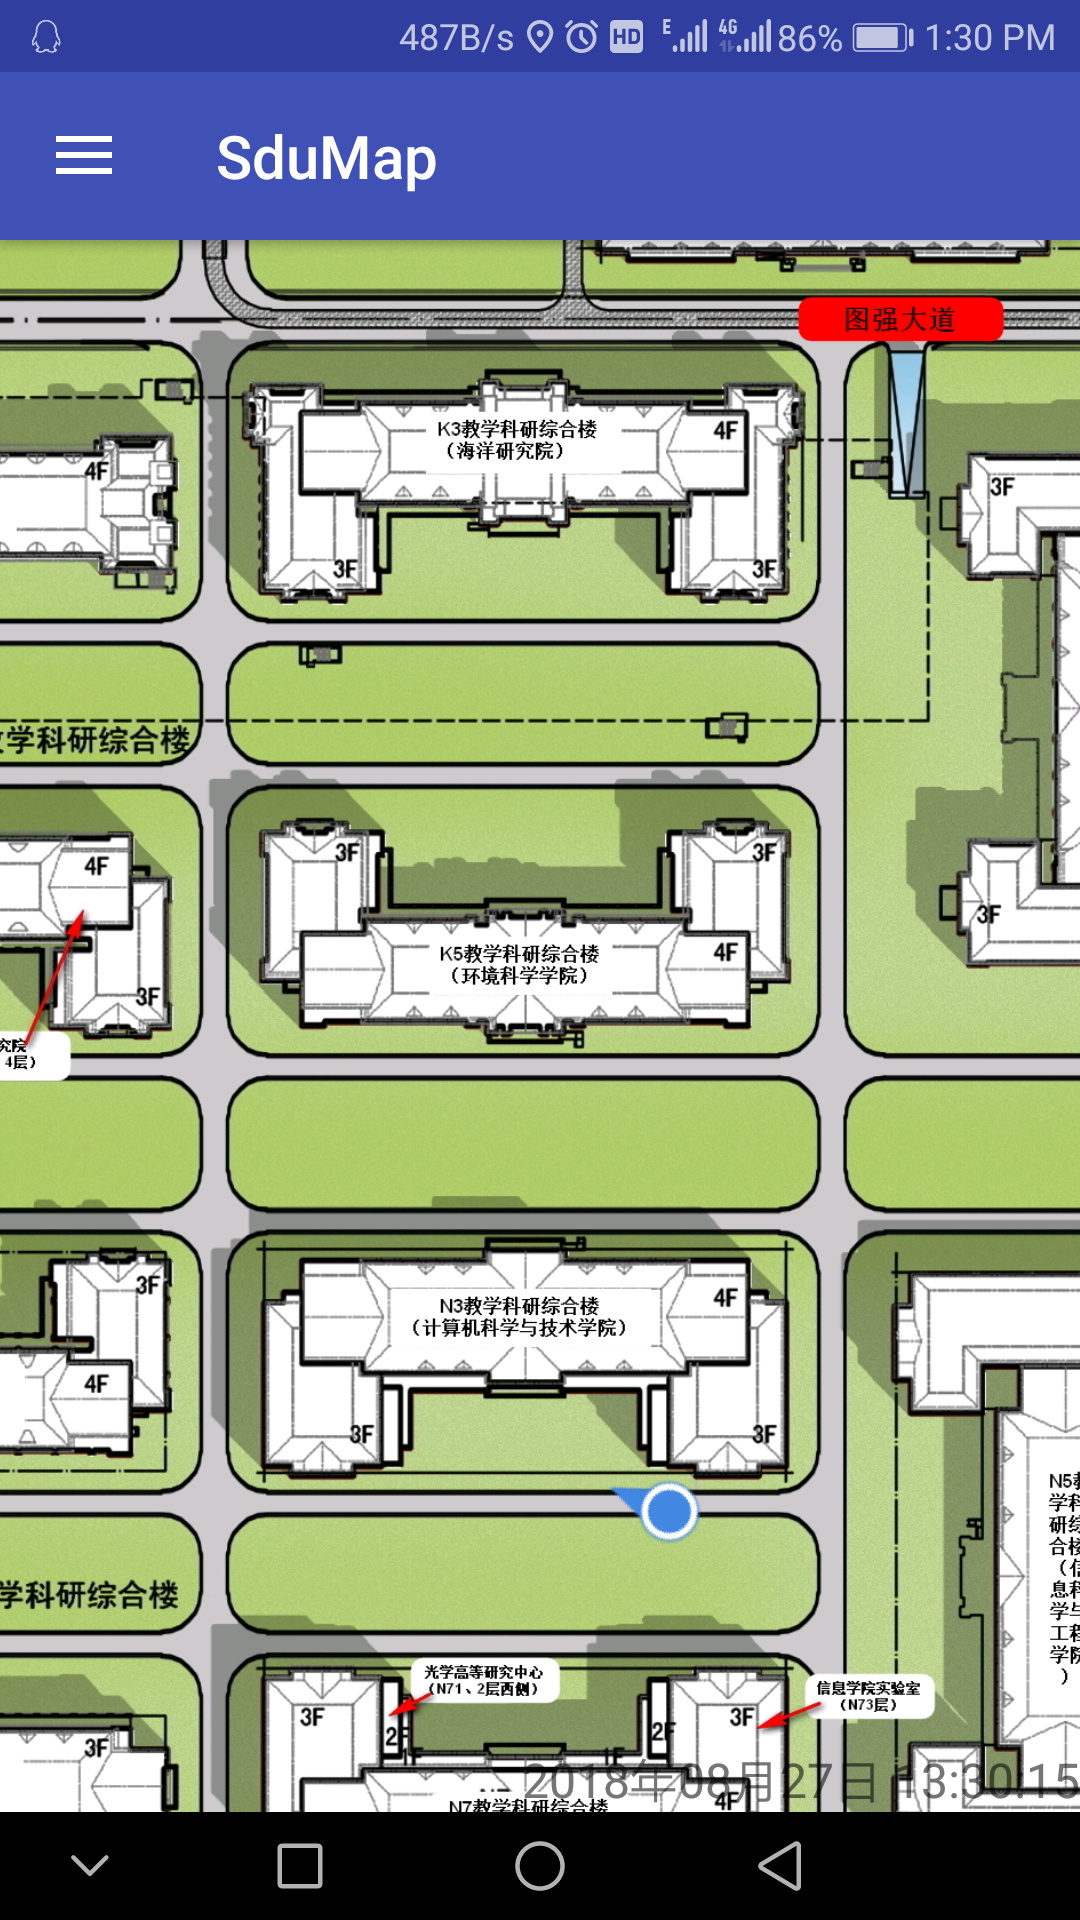 487B/s HD E 4G 86% 1:30 PM
SduMap
图强大道
K3教学科研综合楼
（海洋研究院）
4F
4F
3F
3F
3F
3F
学科研综合楼
3F
3F
4F
4F
K5教学科研综合楼
（环境科学学院）
3F
3F
究院
4层）
N3教学科研综合楼
（计算机科学与技术学院）
4F
3F
4F
3F
3F
N5教
学科
研综
合楼
（信
息科
学与
工程
学院
）
学科研综合楼
光学高等研究中心
（N71、2层西侧）
信息学院实验室
（N73层）
3F
2F
2F
3F
3F
1F
1F
2018年08月27日 13:30:15
N7教学科研综合楼
4F